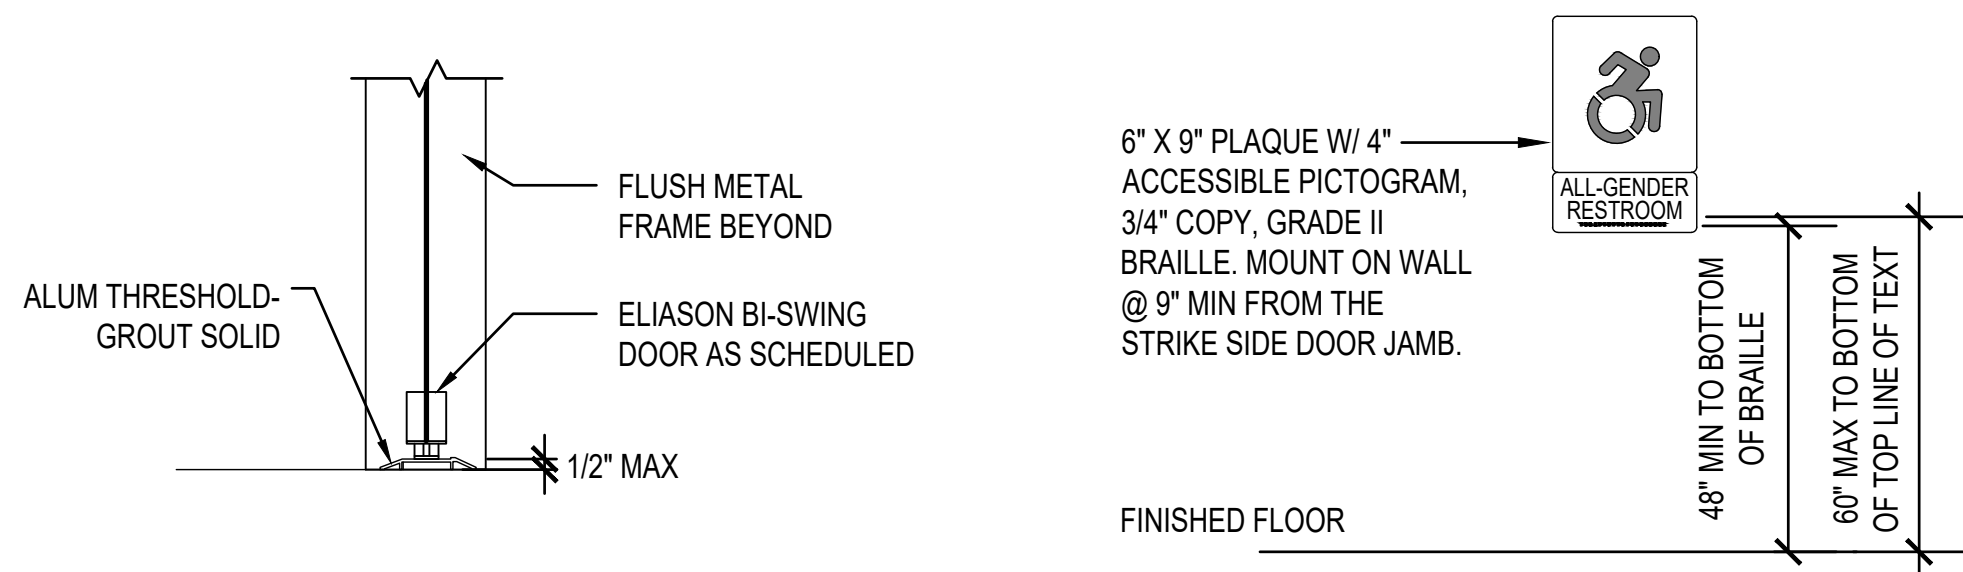 FLUSH METAL
FRAME BEYOND
ALUM THRESHOLD-
GROUT SOLID
ELIASON BI-SWING
DOOR AS SCHEDULED
1/2" MAX
6" X 9" PLAQUE W/ 4"
ACCESSIBLE PICTOGRAM,
3/4" COPY, GRADE II
BRAILLE. MOUNT ON WALL
@ 9" MIN FROM THE
STRIKE SIDE DOOR JAMB.
ALL-GENDER
RESTROOM
48" MIN TO BOTTOM
OF BRAILLE
60" MAX TO BOTTOM
OF TOP LINE OF TEXT
FINISHED FLOOR